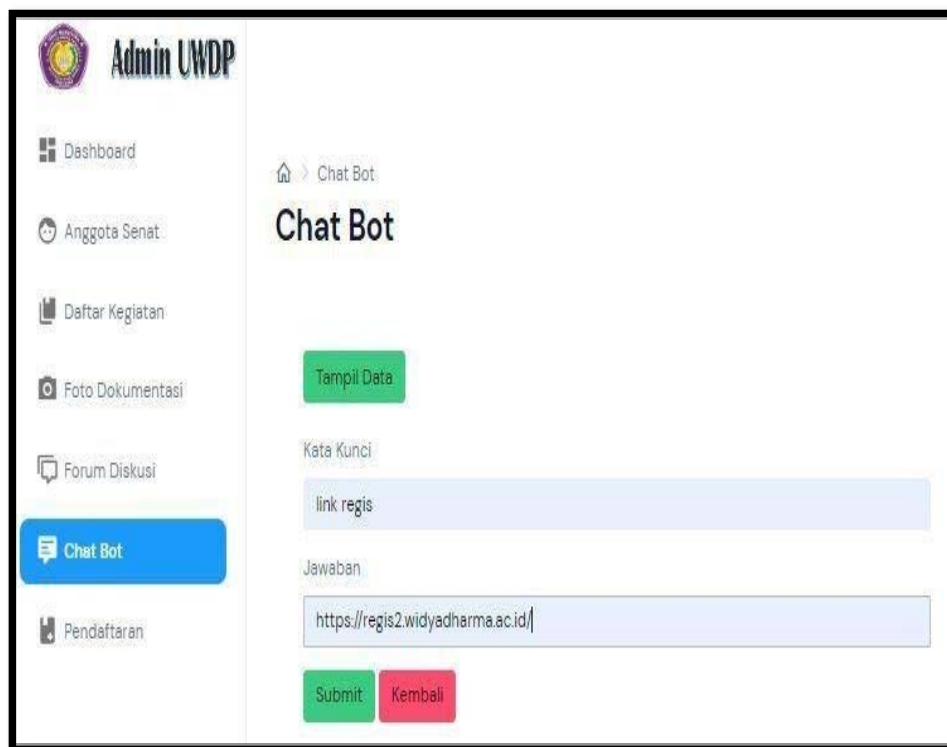 Admin UWDP
Dashboard
Anggota Senat
Daftar Kegiatan
Foto Dokumentasi
Forum Diskusi
Chat Bot
Pendaftaran
Chat Bot
Chat Bot
Tampil Data
Kata Kunci
link regis
Jawaban
https://regis2.widyadharma.ac.id/
Submit Kembali